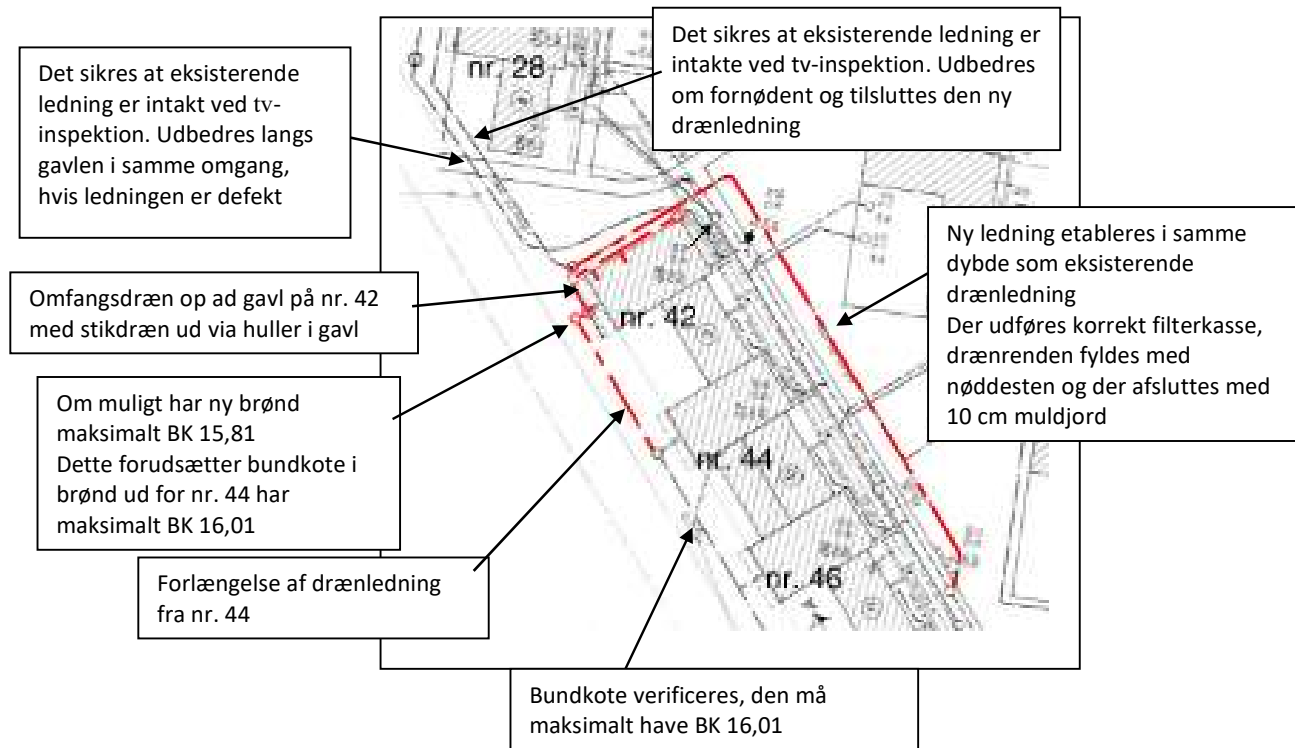 Det sikres at eksisterende
ledning er intakt ved tv-
inspektion. Udbedres langs
gavlen i samme omgang,
hvis ledningen er defekt
Det sikres at eksisterende ledning er
intakte ved tv-inspektion. Udbedres
om fornødent og tilsluttes den ny
drænledning
nr. 28
Omfangsdræn op ad gavl på nr. 42
med stikdræn ud via huller i gavl
Ny ledning etableres i samme
dybde som eksisterende
drænledning
Der udføres korrekt filterkasse,
drænrenden fyldes med
nøddesten og der afsluttes med
10 cm muldjord
nr. 42
Om muligt har ny brønd
maksimalt BK 15,81
Dette forudsætter bundkote i
brønd ud for nr. 44 har
maksimalt BK 16,01
nr. 44
Forlængelse af drænledning
fra nr. 44
nr. 46
Bundkote verificeres, den må
maksimalt have BK 16,01